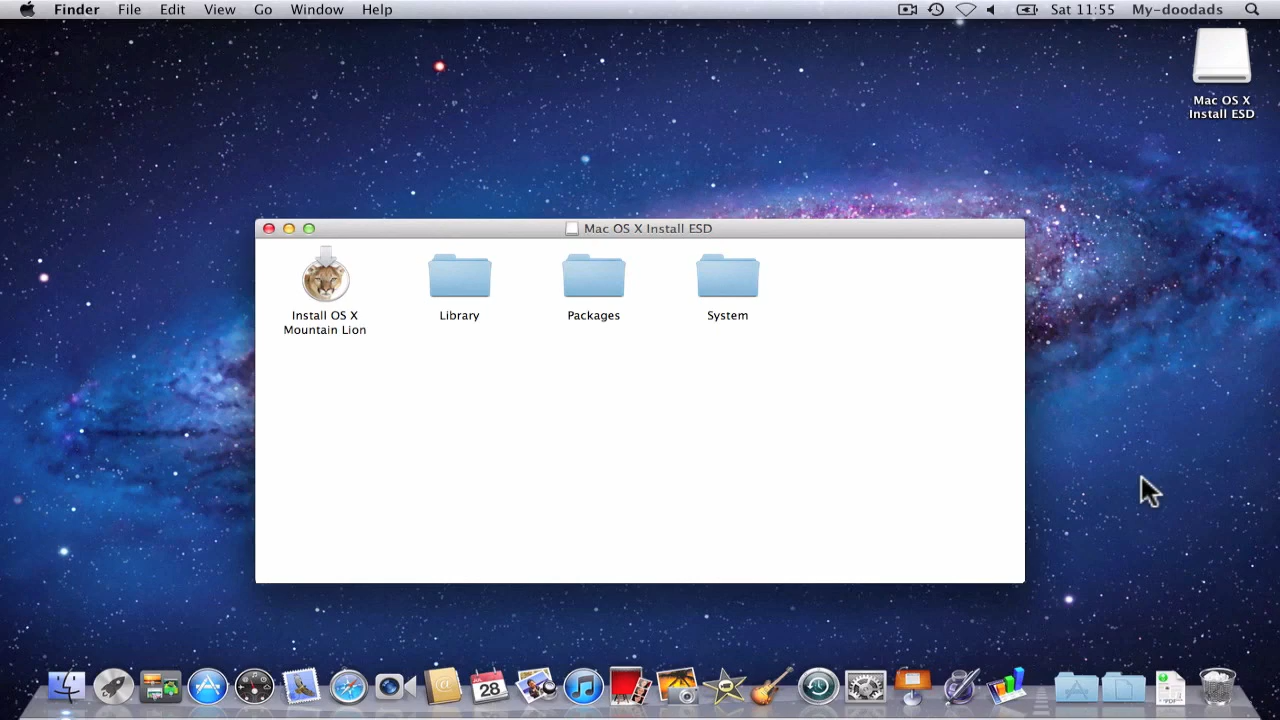 Finder File Edit View Go Window Help Sat 11:55 My-doodads
Mac OS X
Install ESD
Mac OS X Install ESD
Install OS X
Mountain Lion
Library
Packages
System
28
PDF